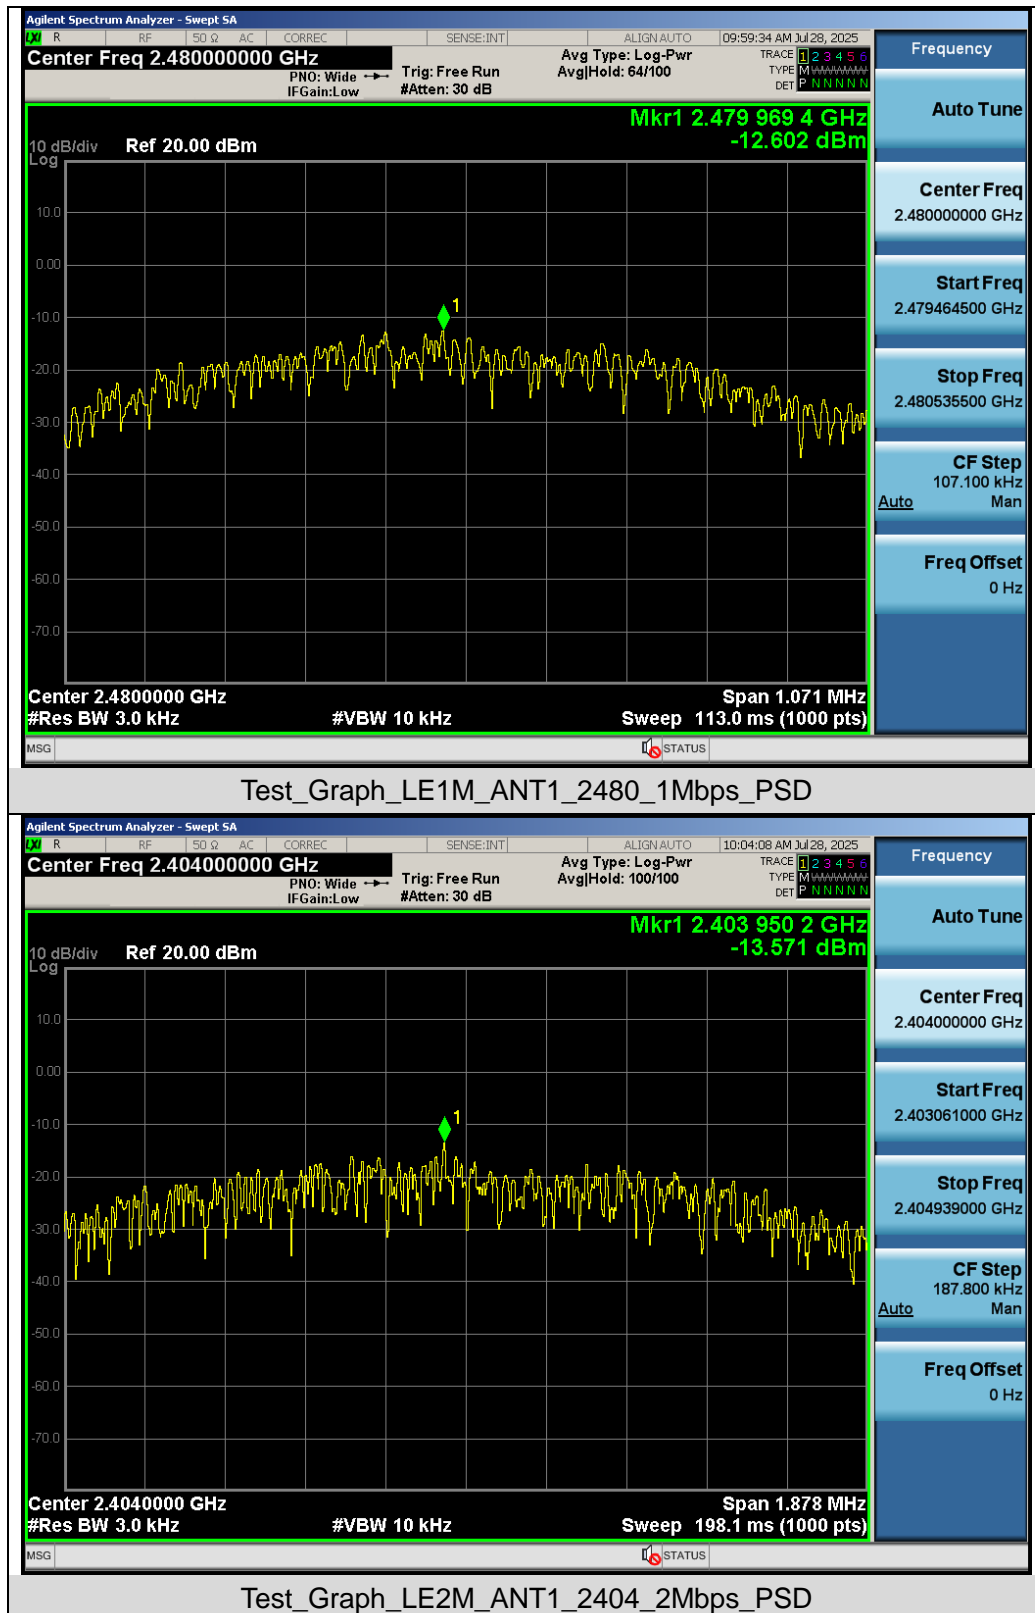 Agilent Spectrum Analyzer - Swept SA
LXI R RF 50 Ω AC CORREC SENSE:INT ALIGN AUTO 09:59:34 AM Jul 28, 2025
Center Freq 2.480000000 GHz
PNO: Wide
IFGain:Low
Trig: Free Run
#Atten: 30 dB
Avg Type: Log-Pwr
Avg|Hold: 64/100
TRACE 1 2 3 4 5 6
TYPE M
DET P N N N N N
Mkr1 2.479 969 4 GHz
-12.602 dBm
10 dB/div Ref 20.00 dBm
Log
10.0
0.00
-10.0
-20.0
-30.0
-40.0
-50.0
-60.0
-70.0
1
Center 2.4800000 GHz
Span 1.071 MHz
#Res BW 3.0 kHz #VBW 10 kHz Sweep 113.0 ms (1000 pts)
MSG STATUS
Frequency
Auto Tune
Center Freq
2.480000000 GHz
Start Freq
2.479464500 GHz
Stop Freq
2.480535500 GHz
CF Step
107.100 kHz
Auto Man
Freq Offset
0 Hz
Test_Graph_LE1M_ANT1_2480_1Mbps_PSD
Agilent Spectrum Analyzer - Swept SA
LXI R RF 50 Ω AC CORREC SENSE:INT ALIGN AUTO 10:04:08 AM Jul 28, 2025
Center Freq 2.404000000 GHz
PNO: Wide
IFGain:Low
Trig: Free Run
#Atten: 30 dB
Avg Type: Log-Pwr
Avg|Hold: 100/100
TRACE 1 2 3 4 5 6
TYPE M
DET P N N N N N
Mkr1 2.403 950 2 GHz
-13.571 dBm
10 dB/div Ref 20.00 dBm
Log
10.0
0.00
-10.0
-20.0
-30.0
-40.0
-50.0
-60.0
-70.0
1
Center 2.4040000 GHz
Span 1.878 MHz
#Res BW 3.0 kHz #VBW 10 kHz Sweep 198.1 ms (1000 pts)
MSG STATUS
Frequency
Auto Tune
Center Freq
2.404000000 GHz
Start Freq
2.403061000 GHz
Stop Freq
2.404939000 GHz
CF Step
187.800 kHz
Auto Man
Freq Offset
0 Hz
Test_Graph_LE2M_ANT1_2404_2Mbps_PSD